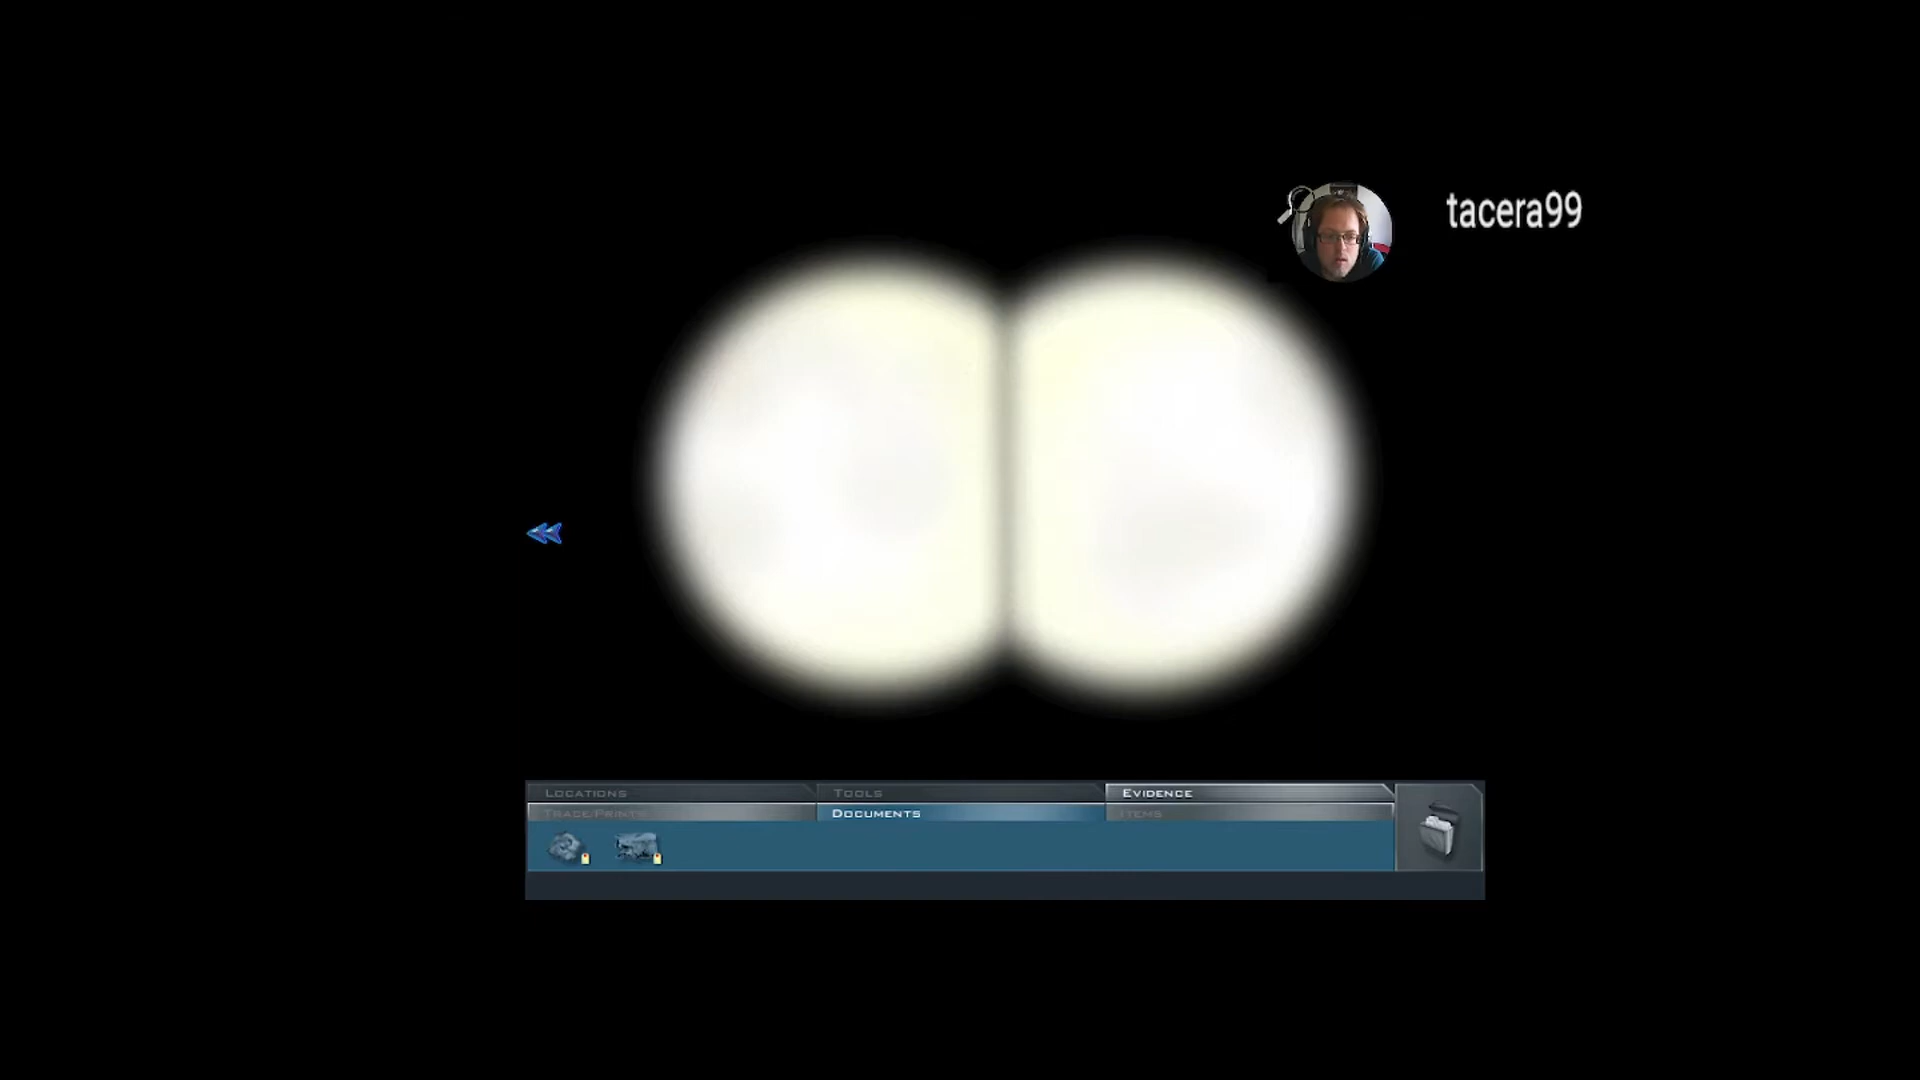 tacera99
LOCATIONS
TOOLS
EVIDENCE
TRACE/PRINTS
DOCUMENTS
ITEMS